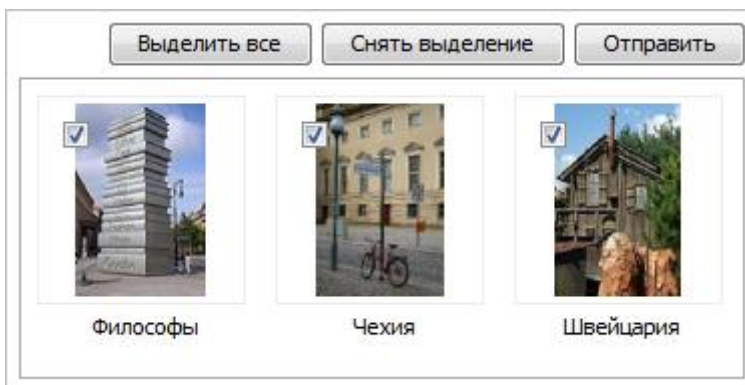 Выделить все
Снять выделение
Отправить
Философы
Чехия
Швейцария